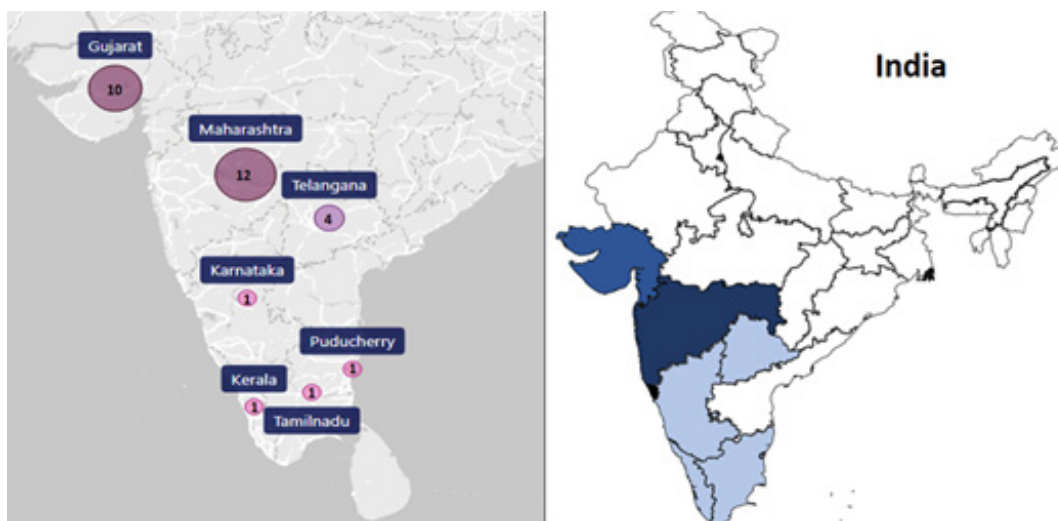 Gujarat
10
Maharashtra
12
Telangana
4
Karnataka
1
Puducherry
1
Kerala
1
1
Tamilnadu
India